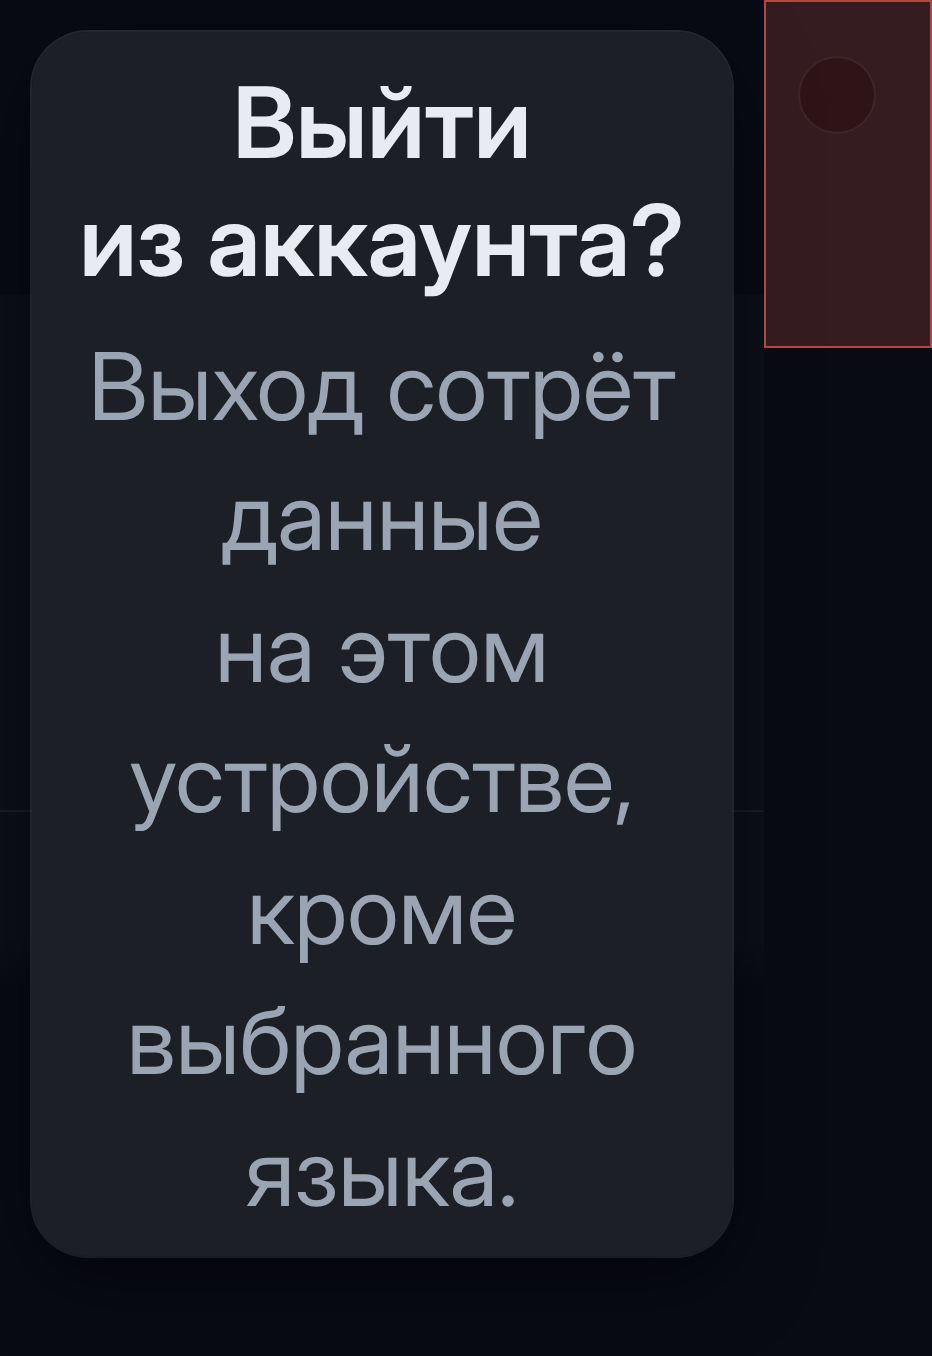 Выйти
из аккаунта?
Выход сотрёт
данные
на этом
устройстве,
кроме
выбранного
языка.